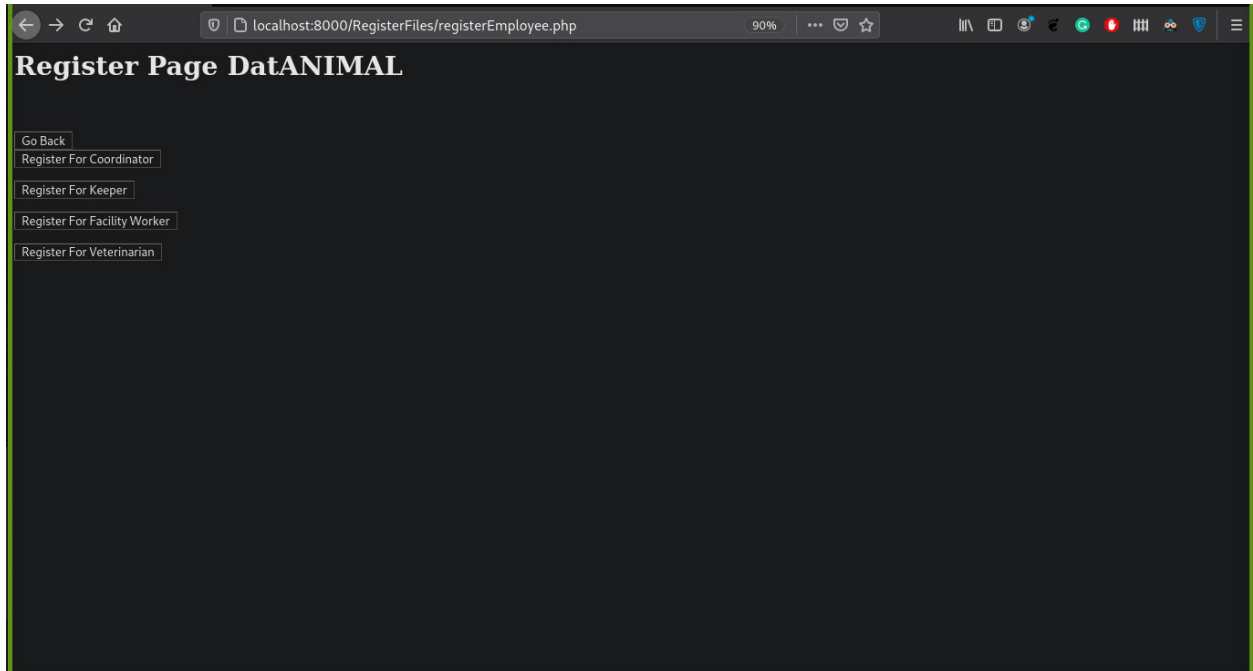 localhost:8000/RegisterFiles/registerEmployee.php 90%
Register Page DatANIMAL
Go Back
Register For Coordinator
Register For Keeper
Register For Facility Worker
Register For Veterinarian